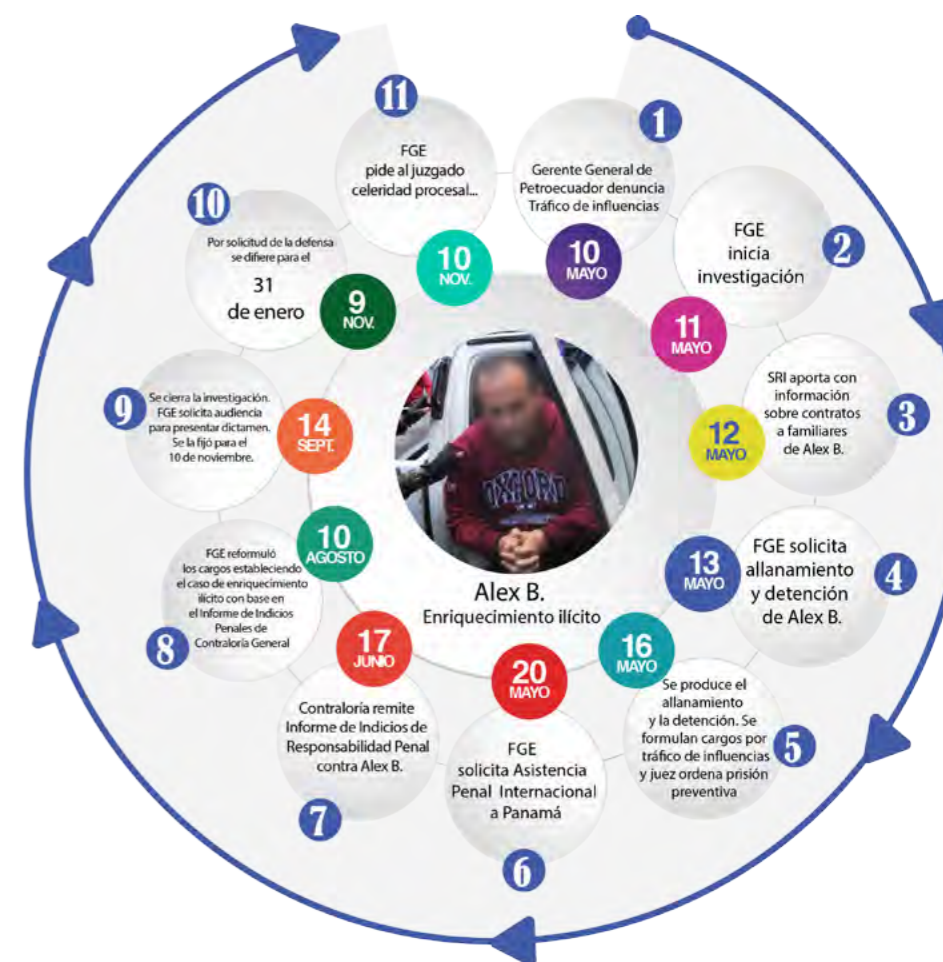 1
Gerente General de
Petroecuador denuncia
Tráfico de influencias
10
MAYO
2
FGE
inicia
investigación
11
MAYO
3
SRI aporta con
información
sobre contratos
a familiares
de Alex B.
12
MAYO
4
FGE solicita
allanamiento
y detención
de Alex B.
13
MAYO
5
Se produce el
allanamiento
y la detención. Se
formulan cargos por
tráfico de influencias
y juez ordena prisión
preventiva
16
MAYO
6
FGE
solicita Asistencia
Penal Internacional
a Panamá
20
MAYO
7
Contraloría remite
Informe de Indicios de
Responsabilidad Penal
contra Alex B.
17
JUNIO
8
FGE reformuló
los cargos estableciendo
el caso de enriquecimiento
ilícito con base en
el Informe de Indicios
Penales de
Contraloría General
10
AGOSTO
9
Se cierra la investigación.
FGE solicita audiencia
para presentar dictamen.
Se la fijó para el
10 de noviembre.
14
SEPT.
10
Por solicitud de la defensa
se difiere para el
31
de enero
9
NOV.
11
FGE
pide al juzgado
celeridad procesal...
10
NOV.
OXFORD
Alex B.
Enriquecimiento ilícito